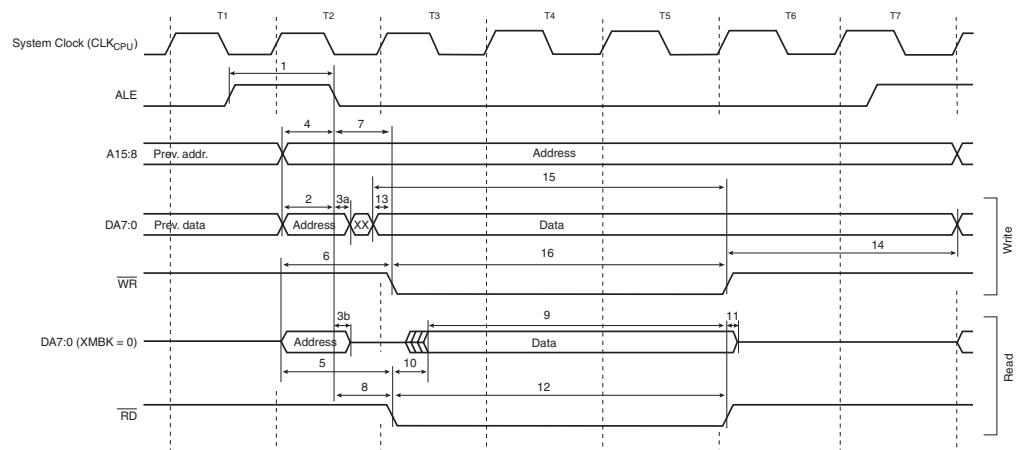 T1 T2 T3 T4 T5 T6 T7
System Clock (CLKCPU)
1
ALE
4 7
A15:8 Prev. addr. Address
15
2 3a 13
DA7:0 Prev. data Address XX Data
14
6 16
WR
Write
3b 9 11
DA7:0 (XMBK = 0) Address Data
5 10
8 12
RD
Read